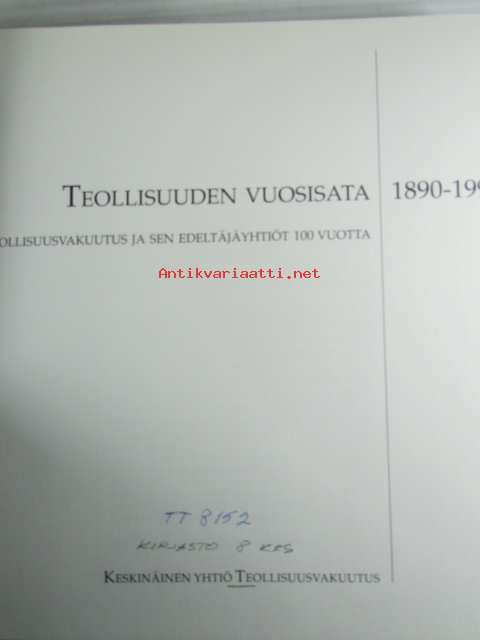 TEOLLISUUDEN VUOSISATA 1890-199
OLLISUUSVAKUUTUS JA SEN EDELTÄJÄYHTIÖT 100 VUOTTA
Antikvariaatti.net
TT 8152
KIRJASTO 8 KES
KESKINÄINEN YHTIÖ TEOLLISUUSVAKUUTUS